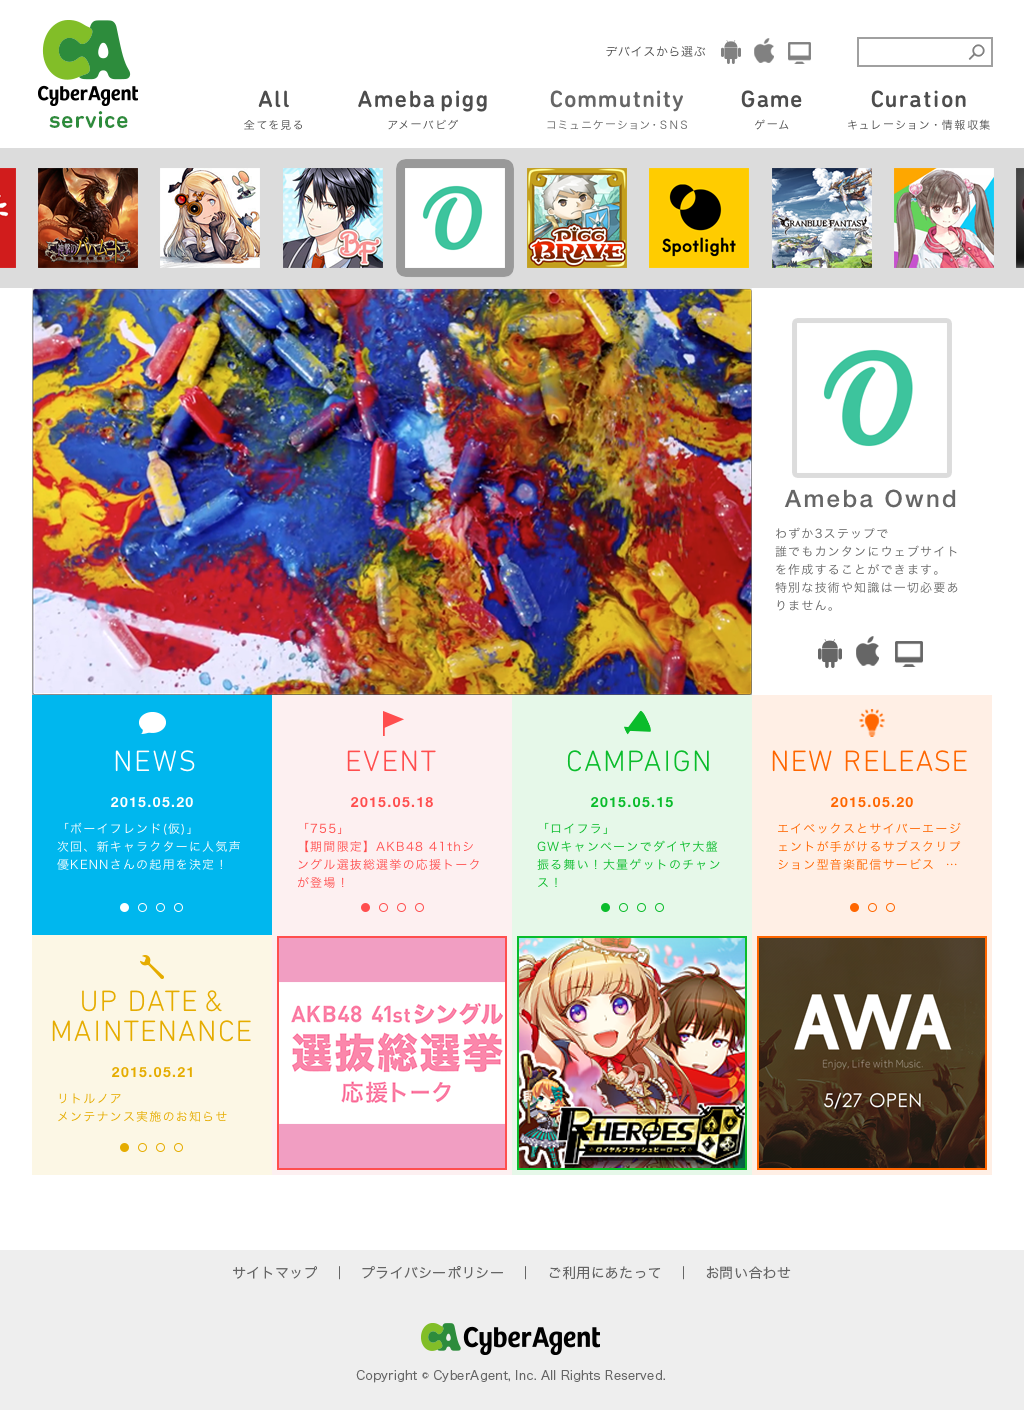 CA
CyberAgent
service
デバイスから選ぶ
All
全てを見る
Ameba pigg
アメーバピグ
Commutnity
コミュニケーション・SNS
Game
ゲーム
Curation
キュレーション・情報収集
BF
PIGG
BRAVE
Spotlight
GRANBLUE FANTASY
Ameba Ownd
わずか3ステップで
誰でもカンタンにウェブサイト
を作成することができます。
特別な技術や知識は一切必要あ
りません。
NEWS
2015.05.20
「ボーイフレンド(仮)」
次回、新キャラクターに人気声
優KENNさんの起用を決定！
EVENT
2015.05.18
「755」
【期間限定】AKB48 41thシ
ングル選抜総選挙の応援トーク
が登場！
CAMPAIGN
2015.05.15
「ロイフラ」
GWキャンペーンでダイヤ大盤
振る舞い！大量ゲットのチャン
ス！
NEW RELEASE
2015.05.20
エイベックスとサイバーエージ
ェントが手がけるサブスクリプ
ション型音楽配信サービス …
UP DATE &
MAINTENANCE
2015.05.21
リトルノア
メンテナンス実施のお知らせ
AKB48 41stシングル
選抜総選挙
応援トーク
HEROES
ロイヤルフラッシュヒーローズ
AWA
Enjoy, Life with Music.
5/27 OPEN
サイトマップ | プライバシーポリシー | ご利用にあたって | お問い合わせ
CA CyberAgent
Copyright © CyberAgent, Inc. All Rights Reserved.